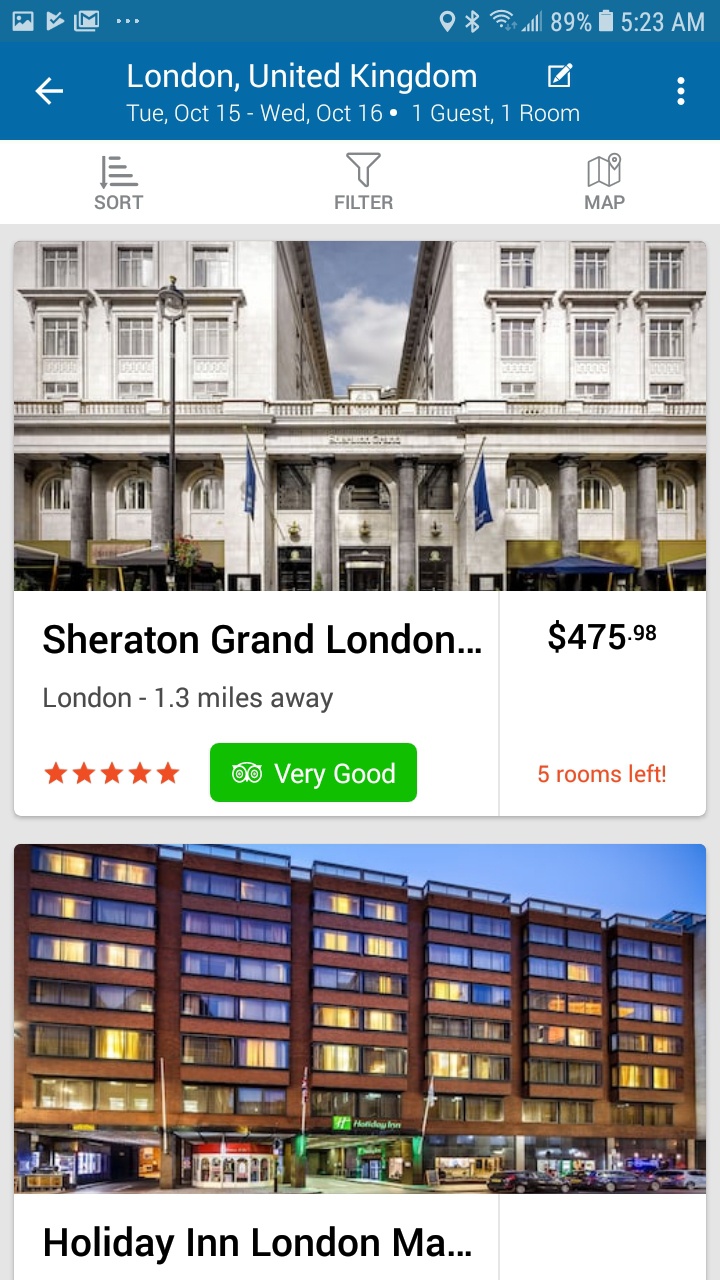 89% 5:23 AM
London, United Kingdom
Tue, Oct 15 - Wed, Oct 16 • 1 Guest, 1 Room
SORT
FILTER
MAP
Sheraton Grand
Sheraton Grand London...
$475.98
London - 1.3 miles away
Very Good
5 rooms left!
Holiday Inn
Holiday Inn London Ma...